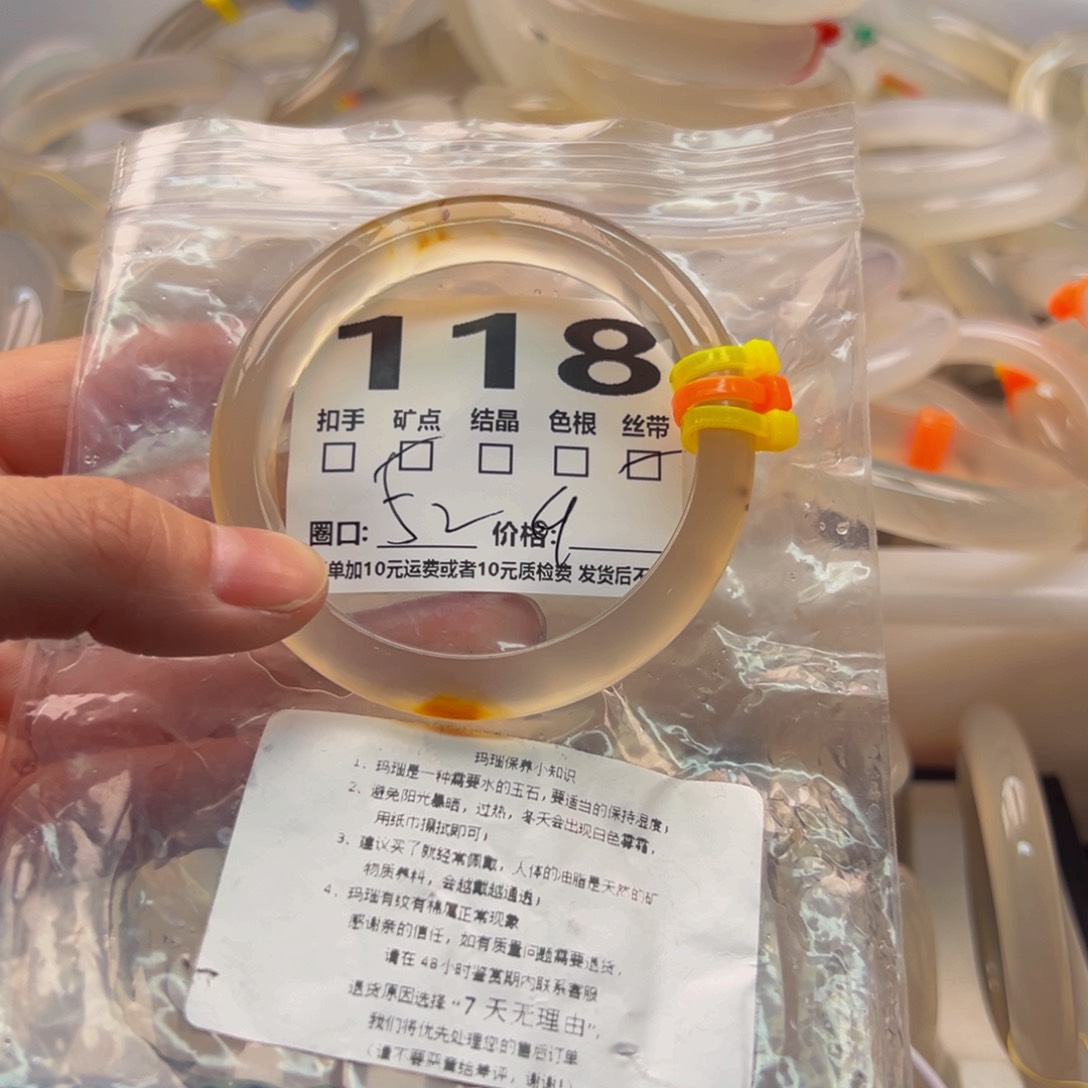 118
扣手 矿点 结晶 色根 丝带
圈口: 52 价格:
单加10元运费或者10元质检费 发货后不
玛瑙保养小知识
1、玛瑙是一种需要水的玉石，要适当的保持湿度；
2、避免阳光暴晒，过热，冬天会出现白色雾霜，
用纸巾擦拭即可；
3、建议买了就经常佩戴，人体的油脂是天然的矿
物质养料，会越戴越通透；
4、玛瑙有纹有棉属正常现象
感谢亲的信任，如有质量问题需要退货，
请在48小时鉴赏期内联系客服
退货原因选择“7天无理由”，
我们将优先处理您的售后订单
（请不要恶意给差评，谢谢！）